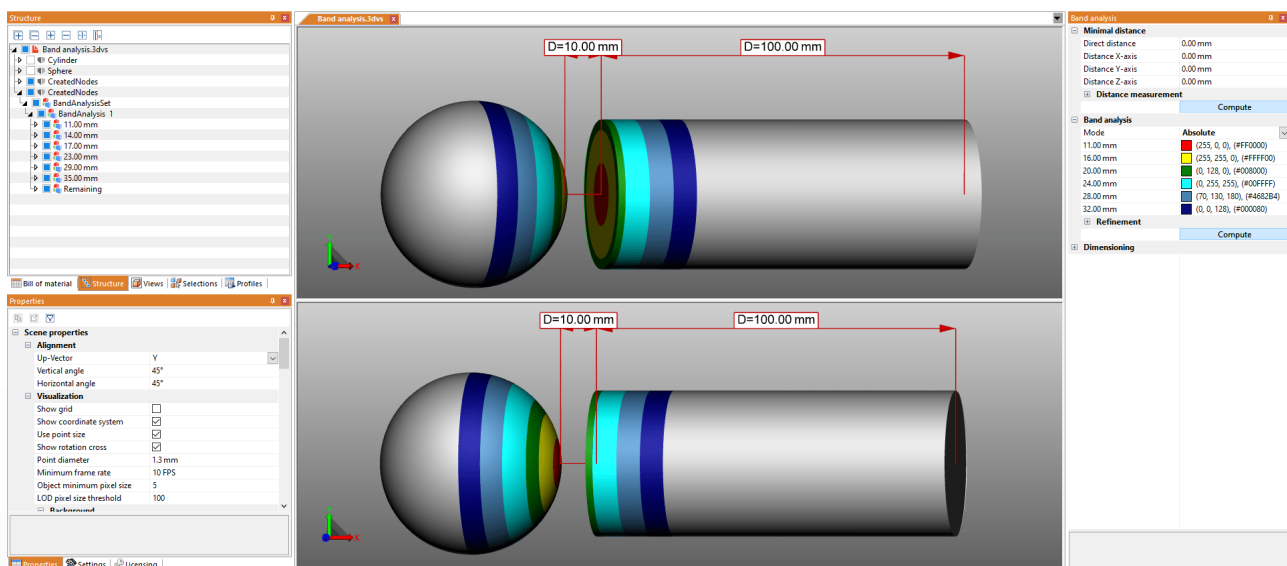 Structure
Band analysis.3dvs
Cylinder
Sphere
CreatedNodes
CreatedNodes
BandAnalysisSet
BandAnalysis 1
11.00 mm
14.00 mm
17.00 mm
23.00 mm
29.00 mm
35.00 mm
Remaining
Bill of material Structure Views Selections Profiles
Properties
Scene properties
Alignment
Up-Vector Y
Vertical angle 45°
Horizontal angle 45°
Visualization
Show grid
Show coordinate system
Use point size
Show rotation cross
Point diameter 1.3 mm
Minimum frame rate 10 FPS
Object minimum pixel size 5
LOD pixel size threshold 100
Background
Properties Settings Licensing
Band analysis.3dvs
D=10.00 mm D=100.00 mm
Y
X
D=10.00 mm D=100.00 mm
Y
X
Band analysis
Minimal distance
Direct distance 0.00 mm
Distance X-axis 0.00 mm
Distance Y-axis 0.00 mm
Distance Z-axis 0.00 mm
Distance measurement
Compute
Band analysis
Mode Absolute
11.00 mm (255, 0, 0), (#FF0000)
16.00 mm (255, 255, 0), (#FFFF00)
20.00 mm (0, 128, 0), (#008000)
24.00 mm (0, 255, 255), (#00FFFF)
28.00 mm (70, 130, 180), (#4682B4)
32.00 mm (0, 0, 128), (#000080)
Refinement
Compute
Dimensioning